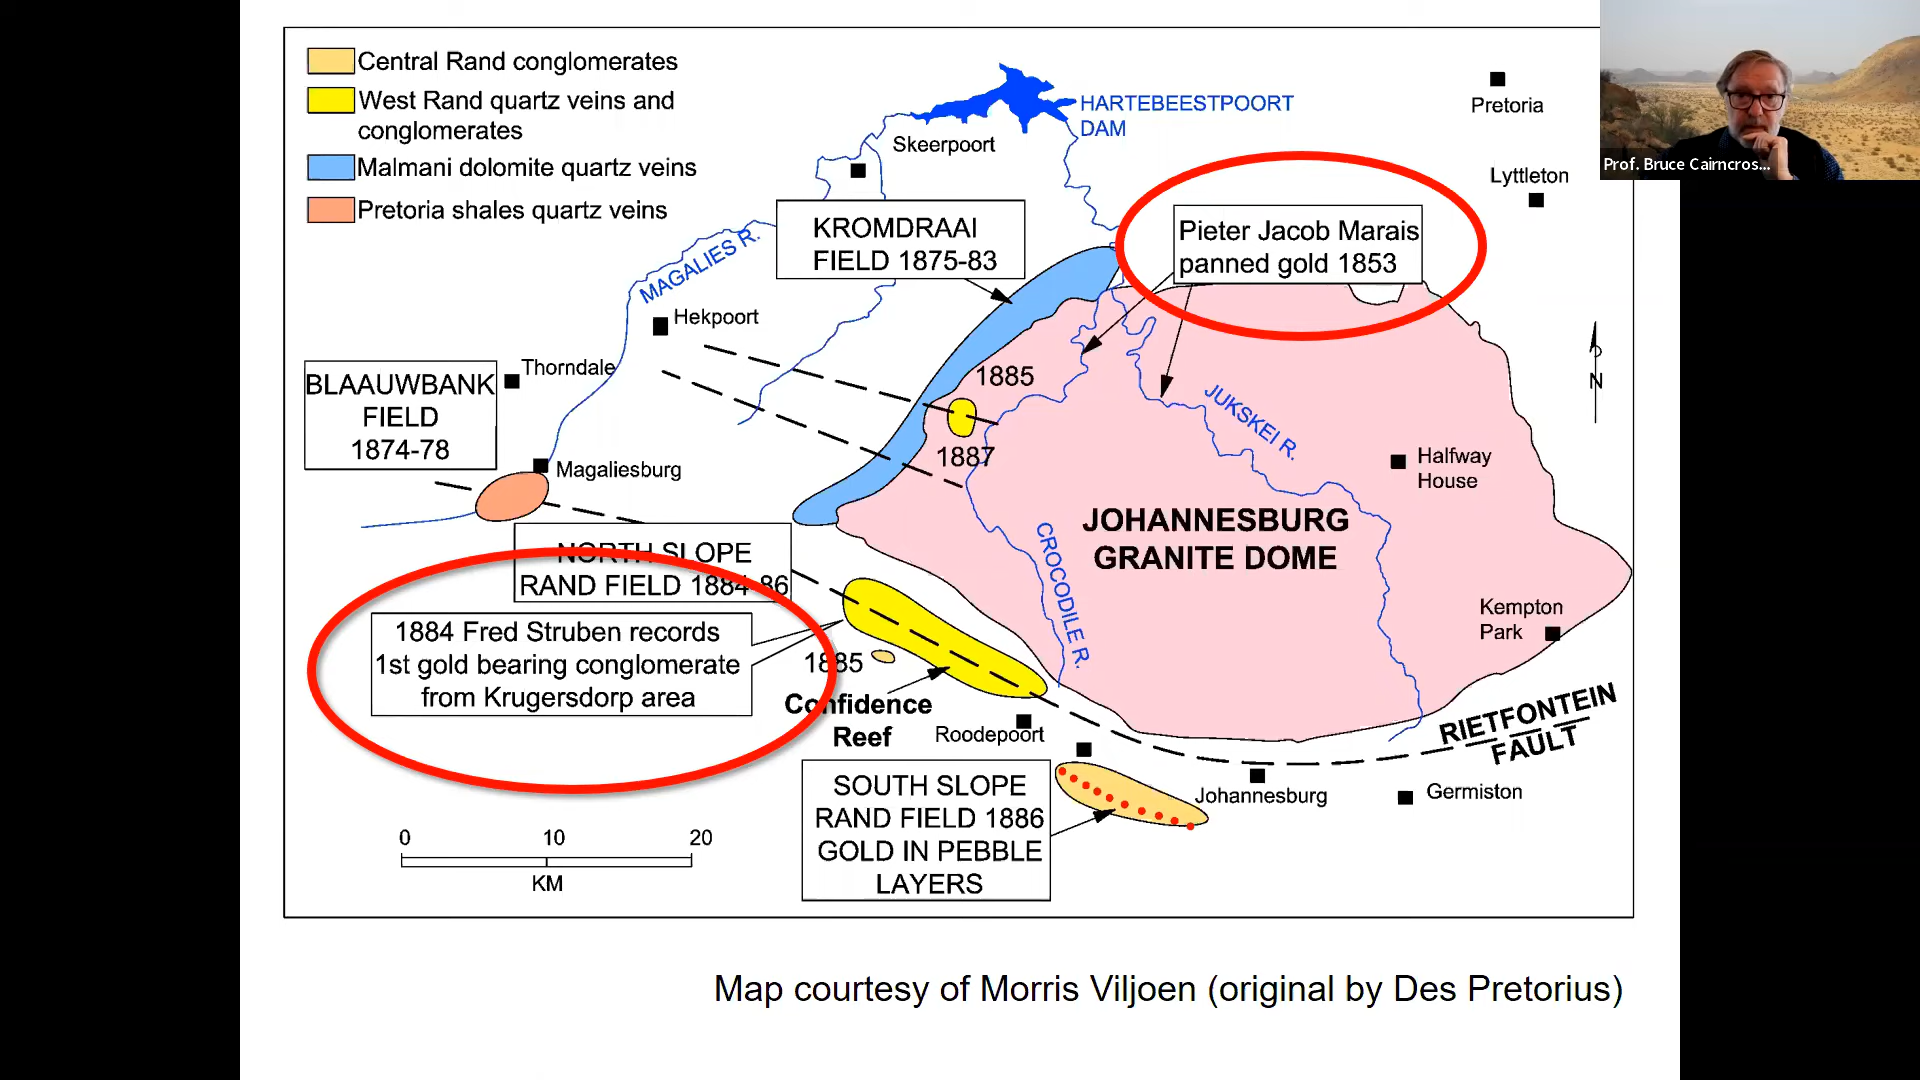 Central Rand conglomerates
West Rand quartz veins and
conglomerates
Malmani dolomite quartz veins
Pretoria shales quartz veins
HARTEBEESTPOORT
DAM
Skeerpoort
Pretoria
Lyttleton
Prof. Bruce Cairncros...
KROMDRAAI
FIELD 1875-83
Pieter Jacob Marais
panned gold 1853
MAGALIES R.
Hekpoort
Thorndale
BLAAUWBANK
FIELD
1874-78
Magaliesburg
1885
1887
JUKSKEI R.
N
Halfway
House
JOHANNESBURG
GRANITE DOME
CROCODILE R.
NORTH SLOPE
RAND FIELD 1884-86
1884 Fred Struben records
1st gold bearing conglomerate
from Krugersdorp area
1885
Confidence
Reef
Roodepoort
Kempton
Park
RIETFONTEIN
FAULT
SOUTH SLOPE
RAND FIELD 1886
GOLD IN PEBBLE
LAYERS
Johannesburg
Germiston
0 10 20
KM
Map courtesy of Morris Viljoen (original by Des Pretorius)